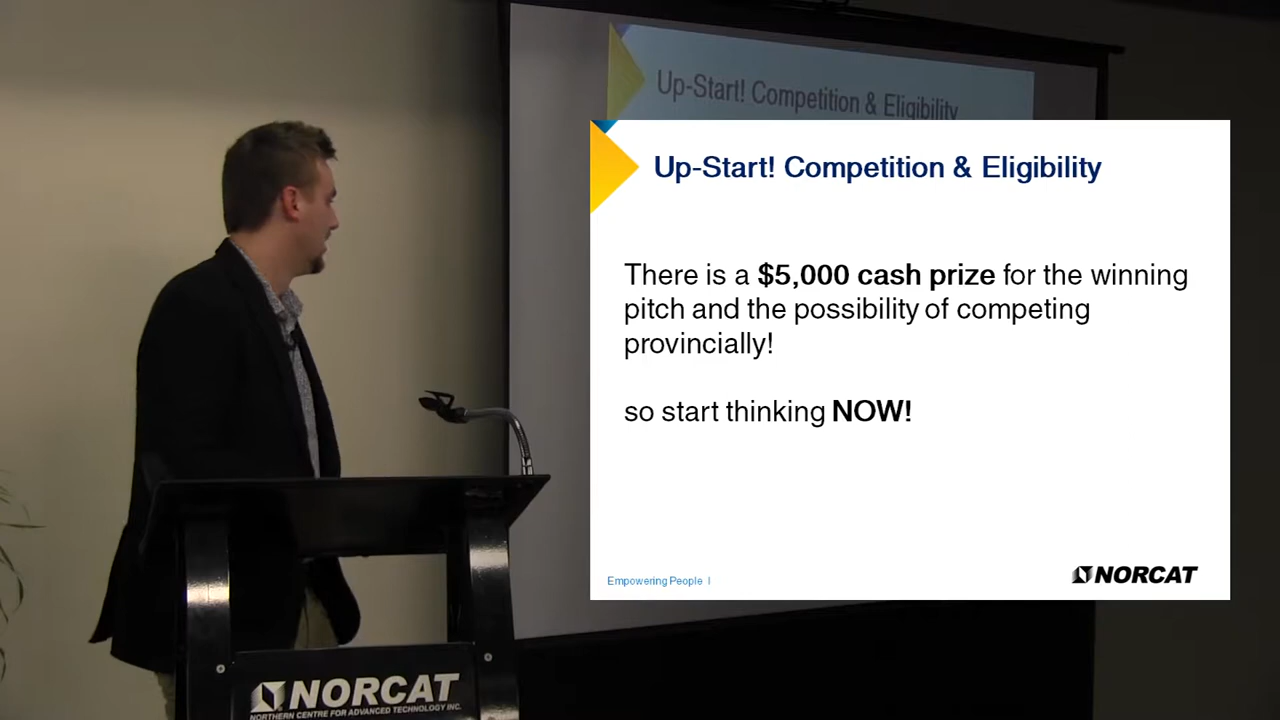 Up-Start! Competition & Eligibility
Up-Start! Competition & Eligibility
There is a $5,000 cash prize for the winning
pitch and the possibility of competing
provincially!
so start thinking NOW!
Empowering People |
NORCAT
NORCAT
NORTHERN CENTRE FOR ADVANCED TECHNOLOGY INC.